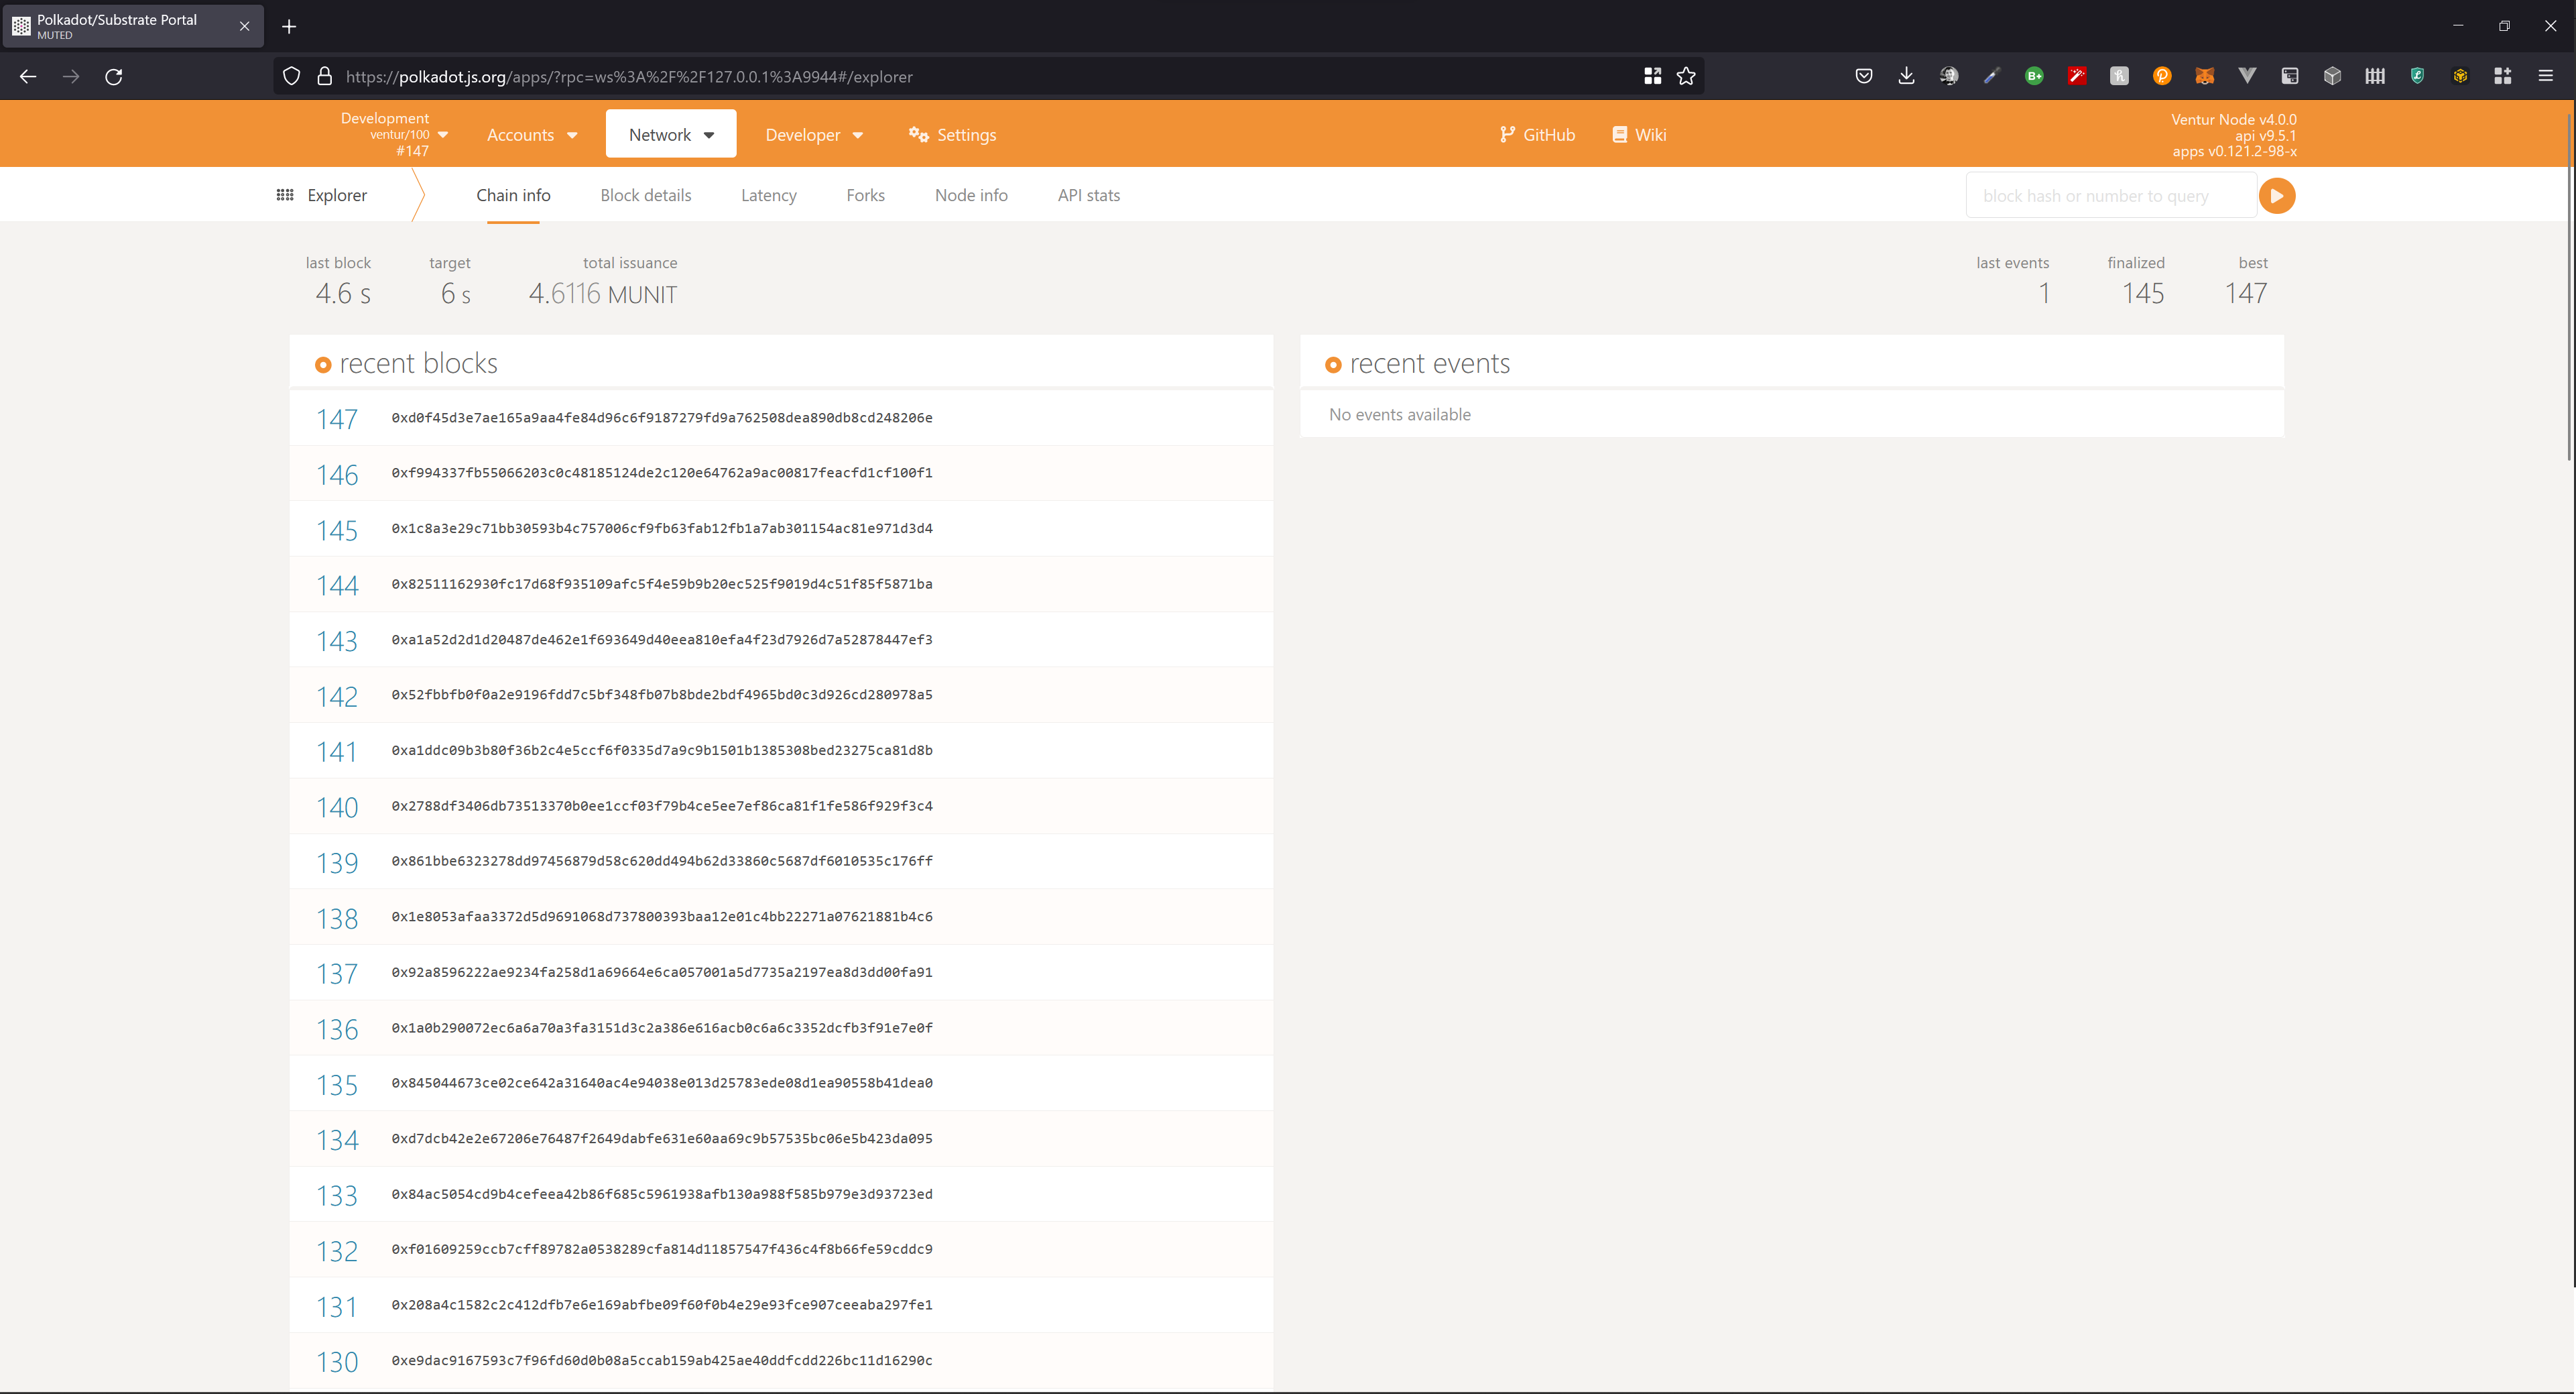 Polkadot/Substrate Portal
MUTED
https://polkadot.js.org/apps/?rpc=ws%3A%2F%2F127.0.0.1%3A9944#/explorer
Development
ventur/100
#147
Accounts
Network
Developer
Settings
GitHub
Wiki
Ventur Node v4.0.0
api v9.5.1
apps v0.121.2-98-x
Explorer
Chain info
Block details
Latency
Forks
Node info
API stats
block hash or number to query
last block
4.6 s
target
6 s
total issuance
4.6116 MUNIT
last events
1
finalized
145
best
147
recent blocks
147 0xd0f45d3e7ae165a9aa4fe84d96c6f9187279fd9a762508dea890db8cd248206e
146 0xf994337fb55066203c0c48185124de2c120e64762a9ac00817feacfd1cf100f1
145 0x1c8a3e29c71bb30593b4c757006cf9fb63fab12fb1a7ab301154ac81e971d3d4
144 0x82511162930fc17d68f935109afc5f4e59b9b20ec525f9019d4c51f85f5871ba
143 0xa1a52d2d1d20487de462e1f693649d40eea810efa4f23d7926d7a52878447ef3
142 0x52fbbfb0f0a2e9196fdd7c5bf348fb07b8bde2bdf4965bd0c3d926cd280978a5
141 0xa1ddc09b3b80f36b2c4e5ccf6f0335d7a9c9b1501b1385308bed23275ca81d8b
140 0x2788df3406db73513370b0ee1ccf03f79b4ce5ee7ef86ca81f1fe586f929f3c4
139 0x861bbe6323278dd97456879d58c620dd494b62d33860c5687df6010535c176ff
138 0x1e8053afaa3372d5d9691068d737800393baa12e01c4bb22271a07621881b4c6
137 0x92a8596222ae9234fa258d1a69664e6ca057001a5d7735a2197ea8d3dd00fa91
136 0x1a0b290072ec6a6a70a3fa3151d3c2a386e616acb0c6a6c3352dcfb3f91e7e0f
135 0x845044673ce02ce642a31640ac4e94038e013d25783ede08d1ea90558b41dea0
134 0xd7dcb42e2e67206e76487f2649dabfe631e60aa69c9b57535bc06e5b423da095
133 0x84ac5054cd9b4cefeea42b86f685c5961938afb130a988f585b979e3d93723ed
132 0xf01609259ccb7cff89782a0538289cfa814d11857547f436c4f8b66fe59cddc9
131 0x208a4c1582c2c412dfb7e6e169abfbe09f60f0b4e29e93fce907ceeaba297fe1
130 0xe9dac9167593c7f96fd60d0b08a5ccab159ab425ae40ddfcdd226bc11d16290c
recent events
No events available